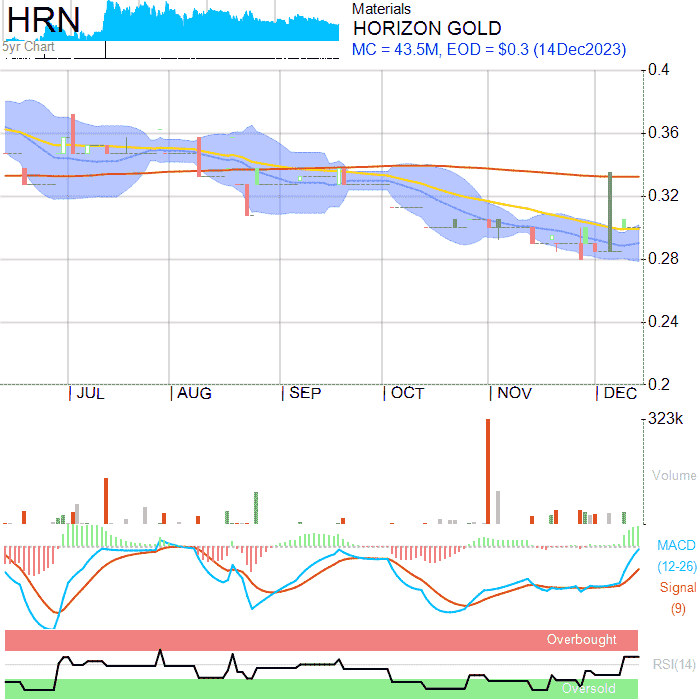 HRN
5yr Chart
Materials
HORIZON GOLD
MC = 43.5M, EOD = $0.3 (14Dec2023)
0.4
0.36
0.32
0.28
0.24
0.2
JUL AUG SEP OCT NOV DEC
323k
Volume
MACD
(12-26)
Signal
(9)
Overbought
RSI(14)
Oversold